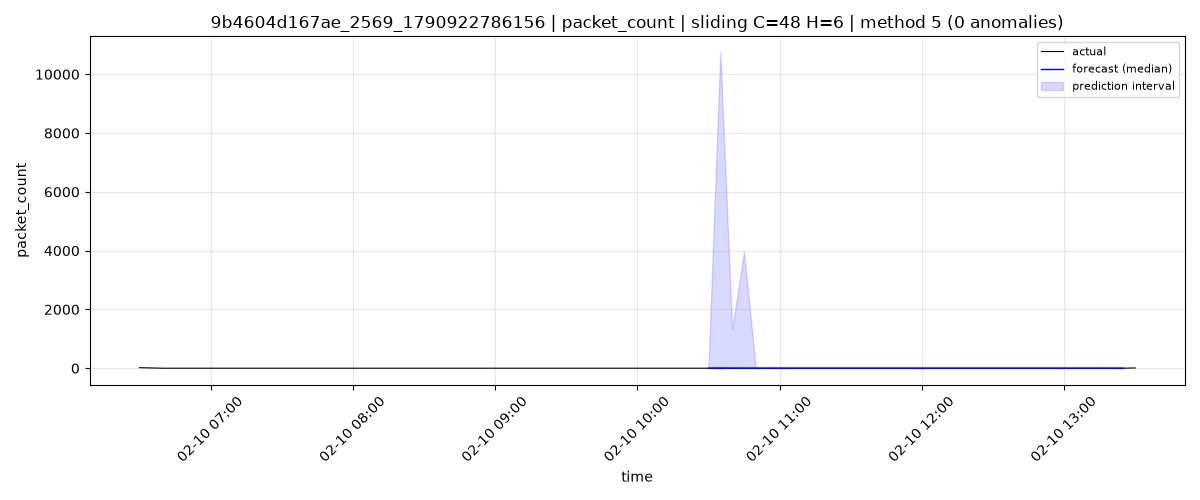 9b4604d167ae_2569_1790922786156 | packet_count | sliding C=48 H=6 | method 5 (0 anomalies)
actual
forecast (median)
prediction interval
packet_count
10000
8000
6000
4000
2000
0
02-10 07:00
02-10 08:00
02-10 09:00
02-10 10:00
02-10 11:00
02-10 12:00
02-10 13:00
time